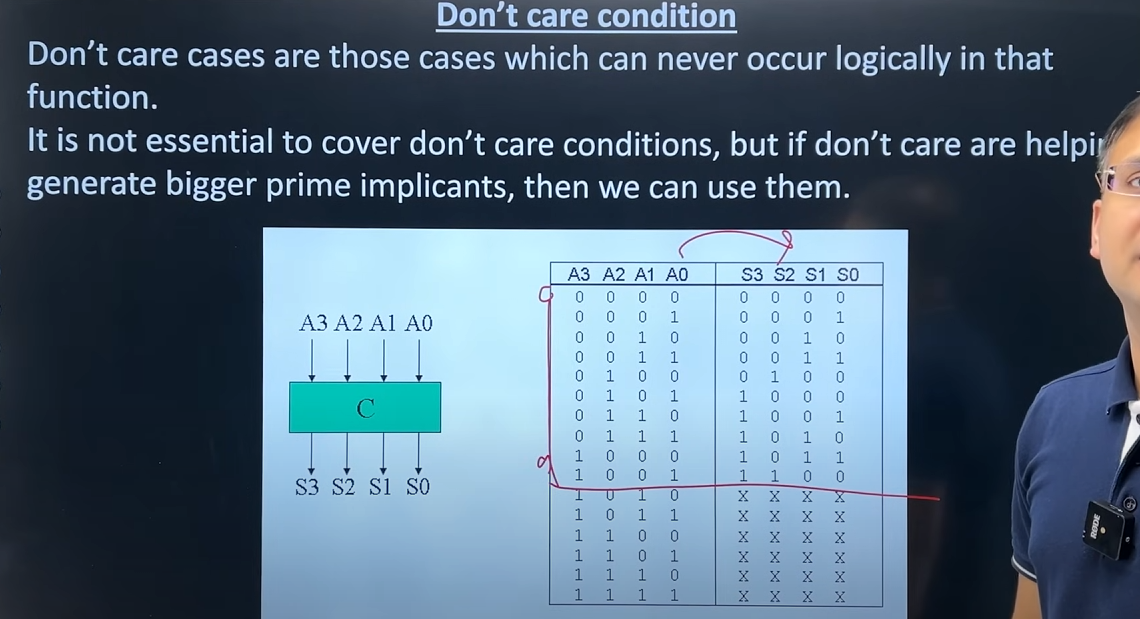 Don't care condition
Don't care cases are those cases which can never occur logically in that
function.
It is not essential to cover don't care conditions, but if don't care are
generate bigger prime implicants, then we can use them.
A3 A2 A1 A0
C
S3 S2 S1 S0
A3 A2 A1 A0 S3 S2 S1 S0
0 0 0 0 0 0 0 0
0 0 0 1 0 0 0 1
0 0 1 0 0 0 1 0
0 0 1 1 0 0 1 1
0 1 0 0 0 1 0 0
0 1 0 1 1 0 0 0
0 1 1 0 1 0 0 1
0 1 1 1 1 0 1 0
1 0 0 0 1 0 1 1
1 0 0 1 1 1 0 0
1 0 1 0 X X X X
1 0 1 1 X X X X
1 1 0 0 X X X X
1 1 0 1 X X X X
1 1 1 0 X X X X
1 1 1 1 X X X X
0
9
RODE